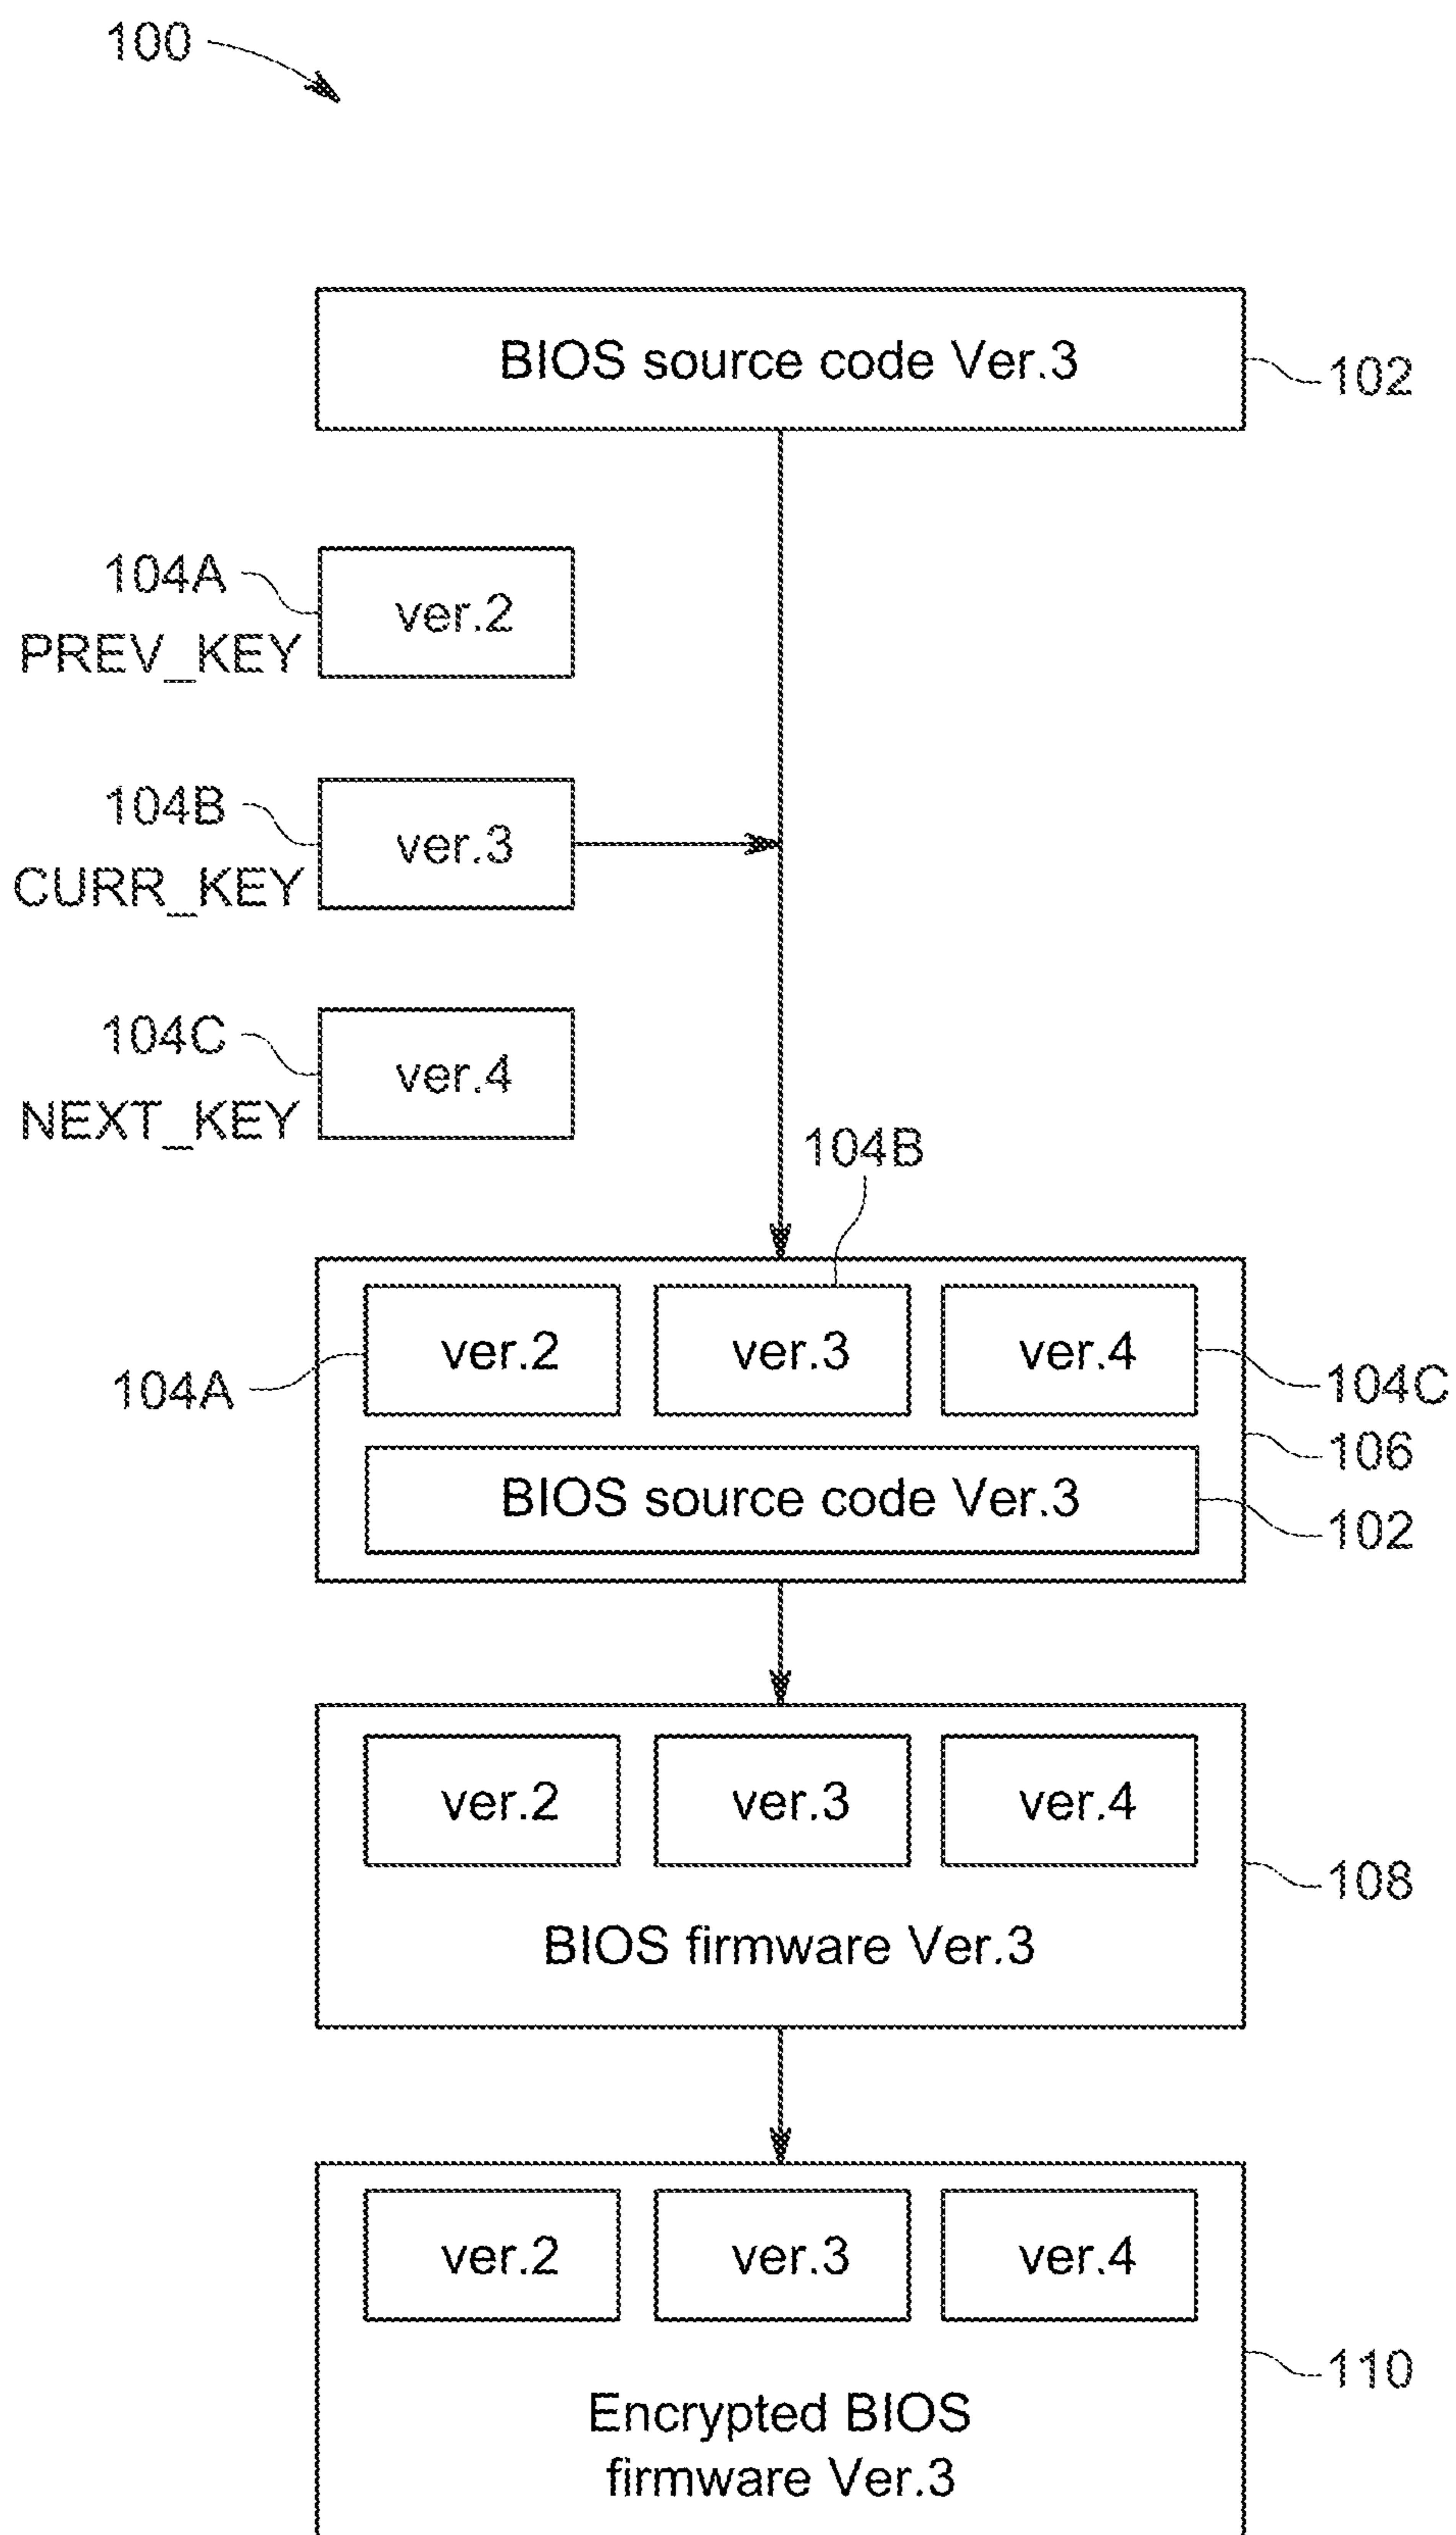 100
BIOS source code Ver.3
102
104A
ver.2
PREV_KEY
104B
ver.3
CURR_KEY
104C
ver.4
NEXT_KEY
104B
ver.2
ver.3
ver.4
104A
104C
106
BIOS source code Ver.3
102
ver.2
ver.3
ver.4
108
BIOS firmware Ver.3
ver.2
ver.3
ver.4
110
Encrypted BIOS
firmware Ver.3